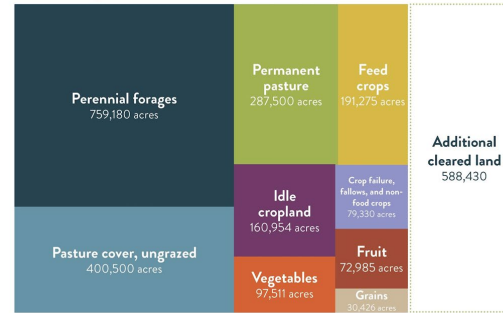 Perennial forages
759,180 acres
Pasture cover, ungrazed
400,500 acres
Permanent
pasture
287,500 acres
Idle
cropland
160,954 acres
Vegetables
97,511 acres
Feed
crops
191,275 acres
Crop failure,
fallows, and non-
food crops
79,330 acres
Fruit
72,985 acres
Grains
30,426 acres
Additional
cleared land
588,430